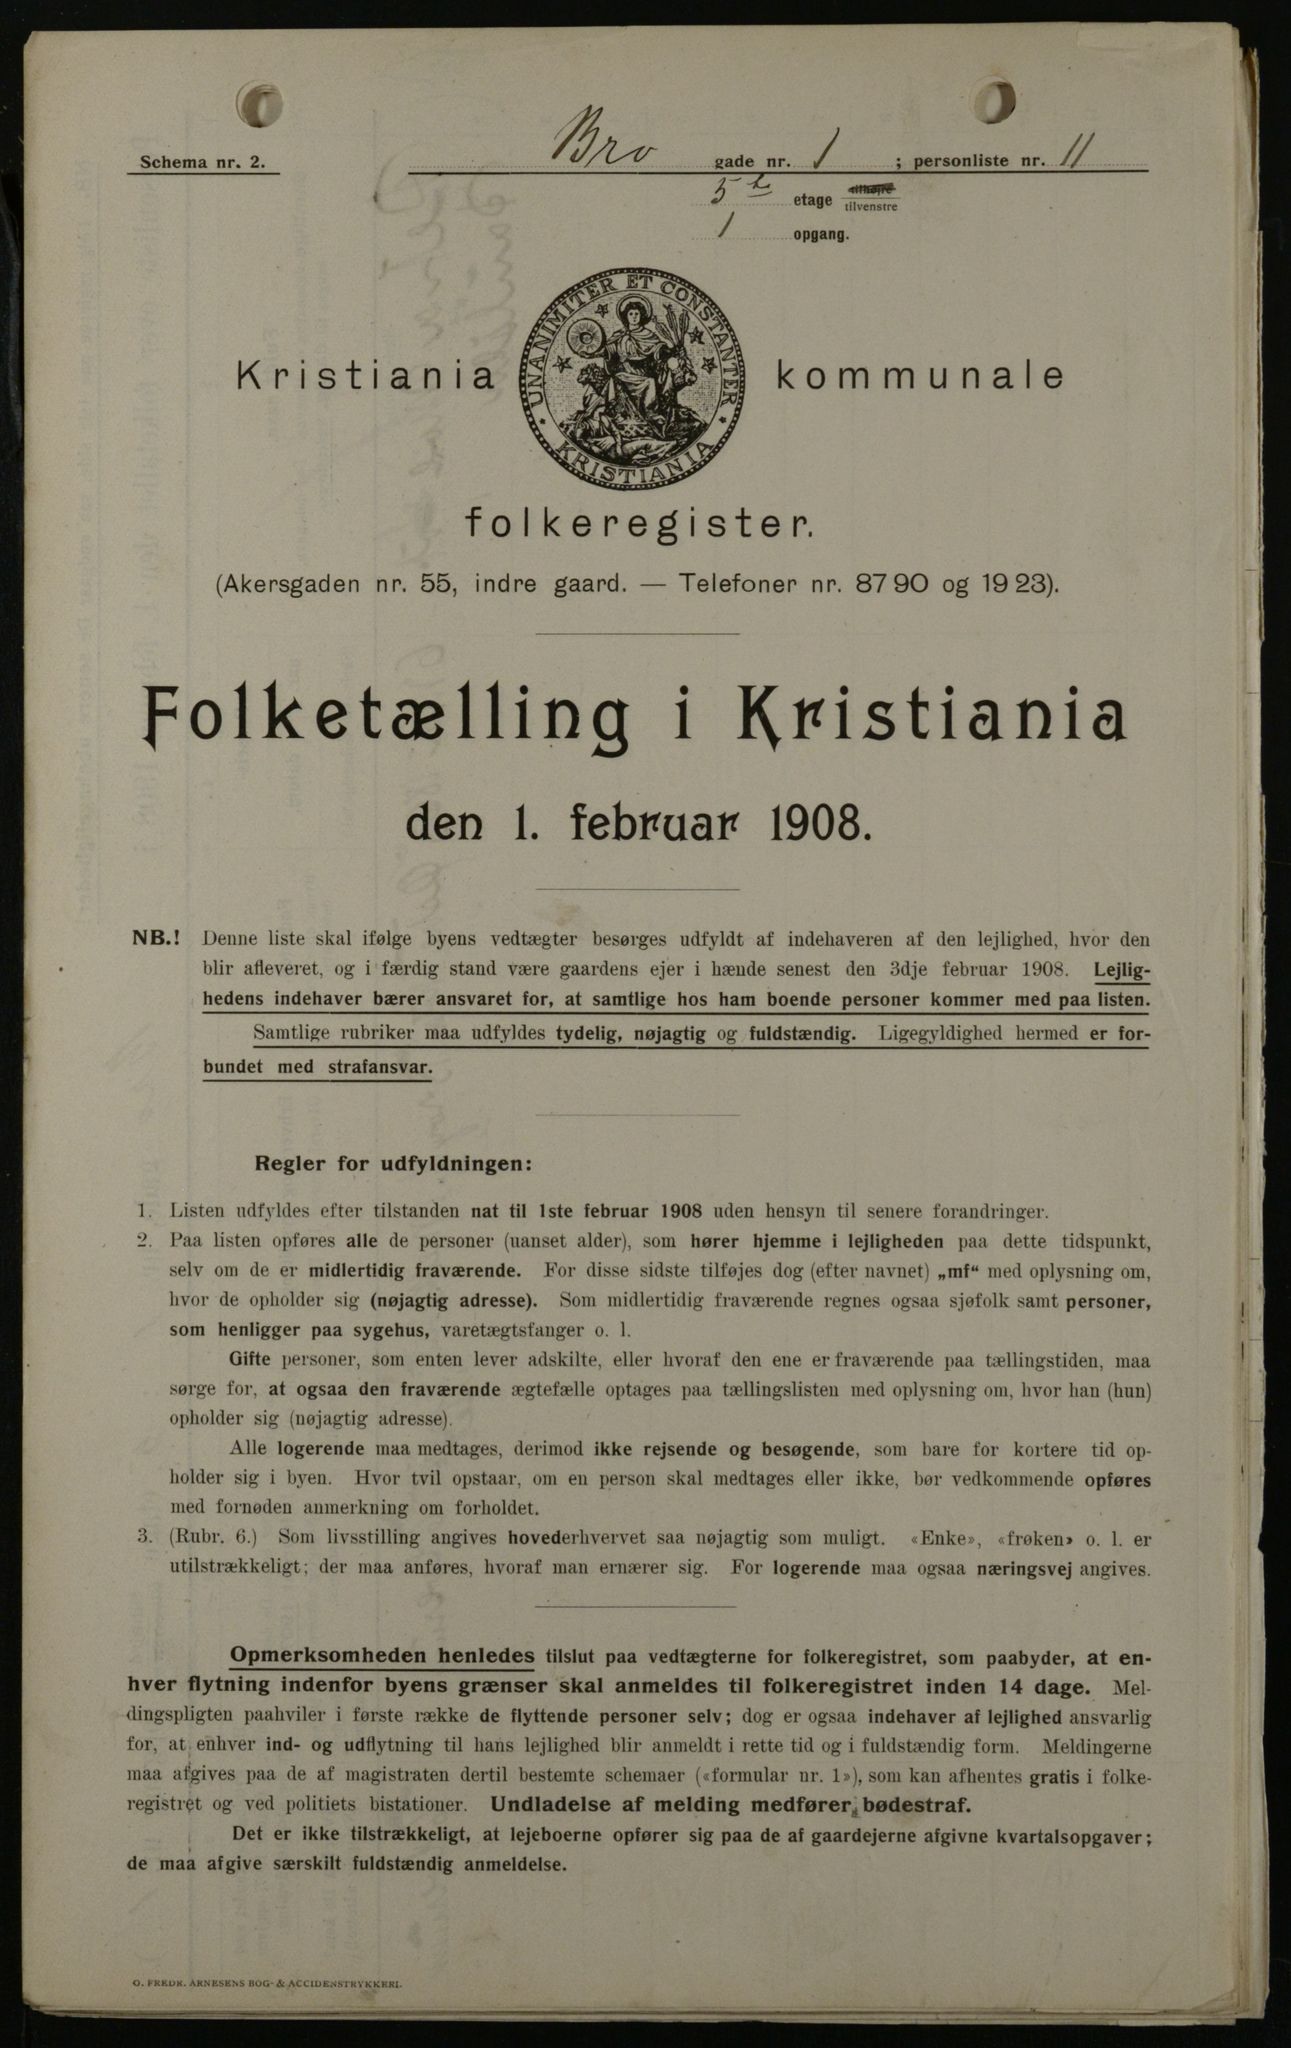 Schema nr. 2. Bro gade nr. 1 ; personliste nr. 11
5te etage tilhøjre
tilvenstre
1 opgang.
UNANIMITER ET CONSTANTER
KRISTIANIA
Kristiania kommunale
folkeregister.
(Akersgaden nr. 55, indre gaard. — Telefoner nr. 8790 og 1923).
Folketælling i Kristiania
den 1. februar 1908.
NB.! Denne liste skal ifølge byens vedtægter besørges udfyldt af indehaveren af den lejlighed, hvor den
blir afleveret, og i færdig stand være gaardens ejer i hænde senest den 3dje februar 1908. Lejlig-
hedens indehaver bærer ansvaret for, at samtlige hos ham boende personer kommer med paa listen.
Samtlige rubriker maa udfyldes tydelig, nøjagtig og fuldstændig. Ligegyldighed hermed er for-
bundet med strafansvar.
Regler for udfyldningen:
1. Listen udfyldes efter tilstanden nat til 1ste februar 1908 uden hensyn til senere forandringer.
2. Paa listen opføres alle de personer (uanset alder), som hører hjemme i lejligheden paa dette tidspunkt,
selv om de er midlertidig fraværende. For disse sidste tilføjes dog (efter navnet) „mf“ med oplysning om,
hvor de opholder sig (nøjagtig adresse). Som midlertidig fraværende regnes ogsaa sjøfolk samt personer,
som henligger paa sygehus, varetægtsfanger o. l.
Gifte personer, som enten lever adskilte, eller hvoraf den ene er fraværende paa tællingstiden, maa
sørge for, at ogsaa den fraværende ægtefælle optages paa tællingslisten med oplysning om, hvor han (hun)
opholder sig (nøjagtig adresse).
Alle logerende maa medtages, derimod ikke rejsende og besøgende, som bare for kortere tid op-
holder sig i byen. Hvor tvil opstaar, om en person skal medtages eller ikke, bør vedkommende opføres
med fornøden anmerkning om forholdet.
3. (Rubr. 6.) Som livsstilling angives hovederhvervet saa nøjagtig som muligt. «Enke», «frøken» o. l. er
utilstrækkeligt; der maa anføres, hvoraf man ernærer sig. For logerende maa ogsaa næringsvej angives.
Opmerksomheden henledes tilslut paa vedtægterne for folkeregistret, som paabyder, at en-
hver flytning indenfor byens grænser skal anmeldes til folkeregistret inden 14 dage. Mel-
dingspligten paahviler i første række de flyttende personer selv; dog er ogsaa indehaver af lejlighed ansvarlig
for, at enhver ind- og udflytning til hans lejlighed blir anmeldt i rette tid og i fuldstændig form. Meldingerne
maa afgives paa de af magistraten dertil bestemte schemaer («formular nr. 1»), som kan afhentes gratis i folke-
registret og ved politiets bistationer. Undladelse af melding medfører bødestraf.
Det er ikke tilstrækkeligt, at lejeboerne opfører sig paa de af gaardejerne afgivne kvartalsopgaver;
de maa afgive særskilt fuldstændig anmeldelse.
O. FREDR. ARNESENS BOG- & ACCIDENSTRYKKERI.